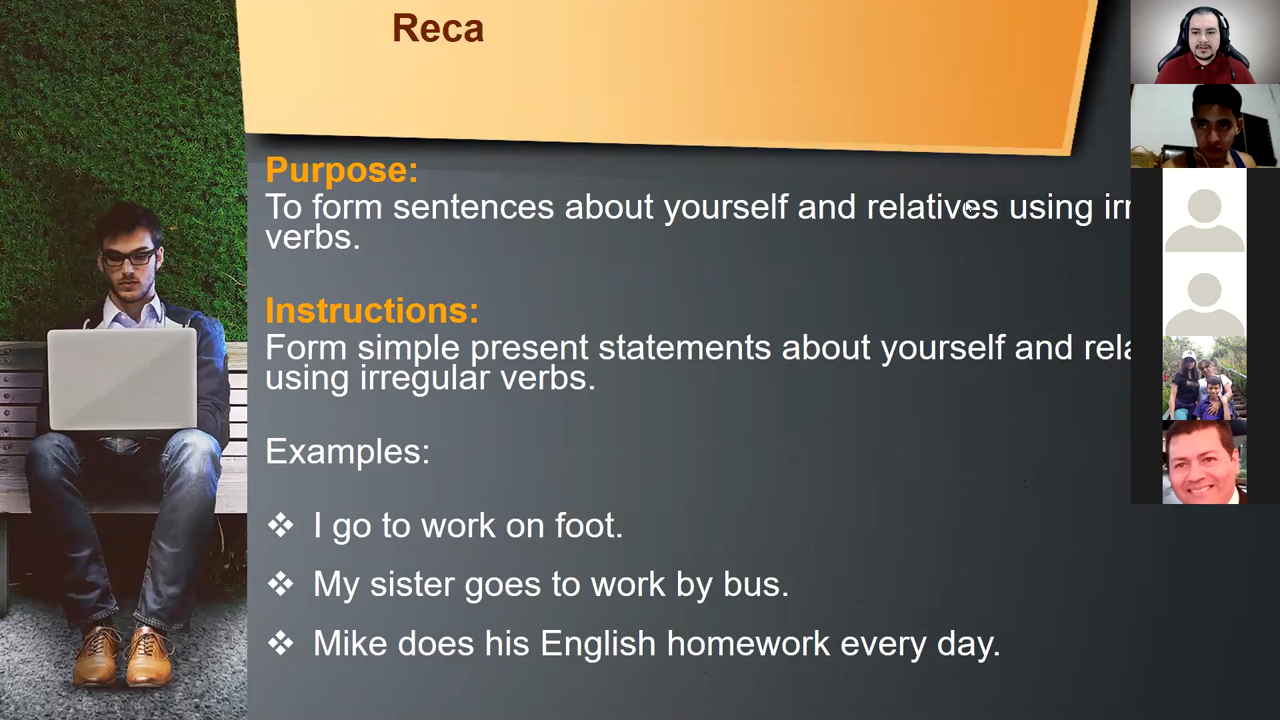 Reca
Purpose:
To form sentences about yourself and relatives using
verbs.
Instructions:
Form simple present statements about yourself and
using irregular verbs.
Examples:
❖ I go to work on foot.
❖ My sister goes to work by bus.
❖ Mike does his English homework every day.